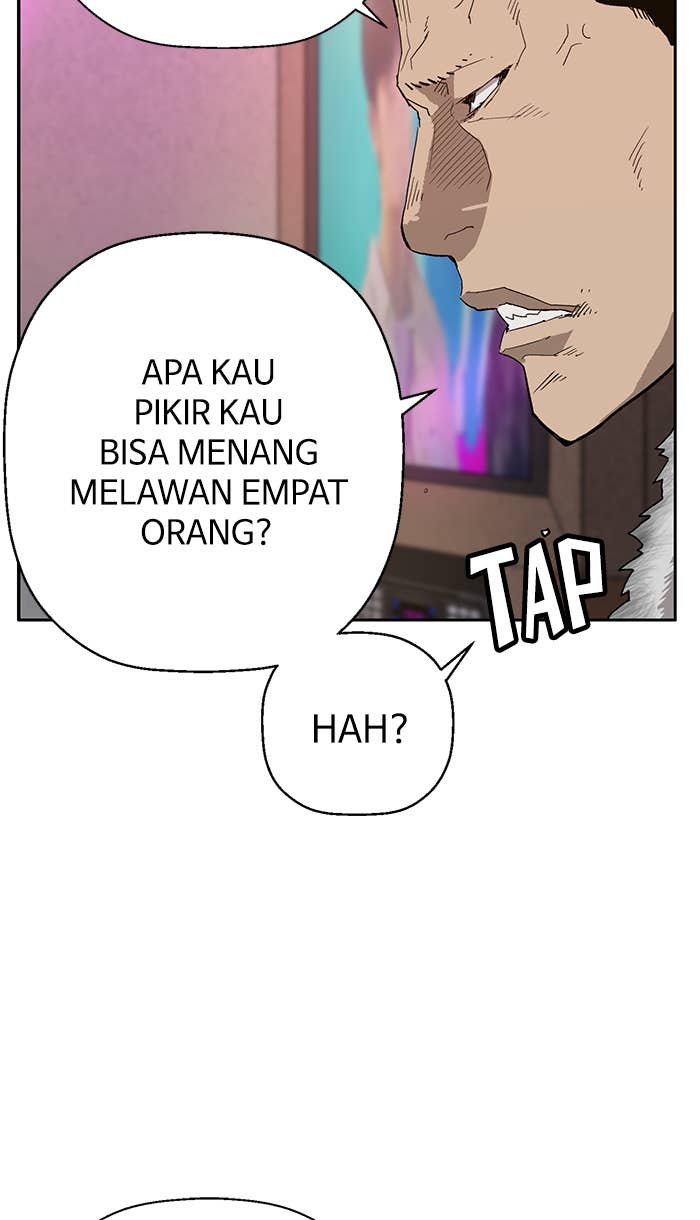 APA KAU
PIKIR KAU
BISA MENANG
MELAWAN EMPAT
ORANG?
TAP
HAH?